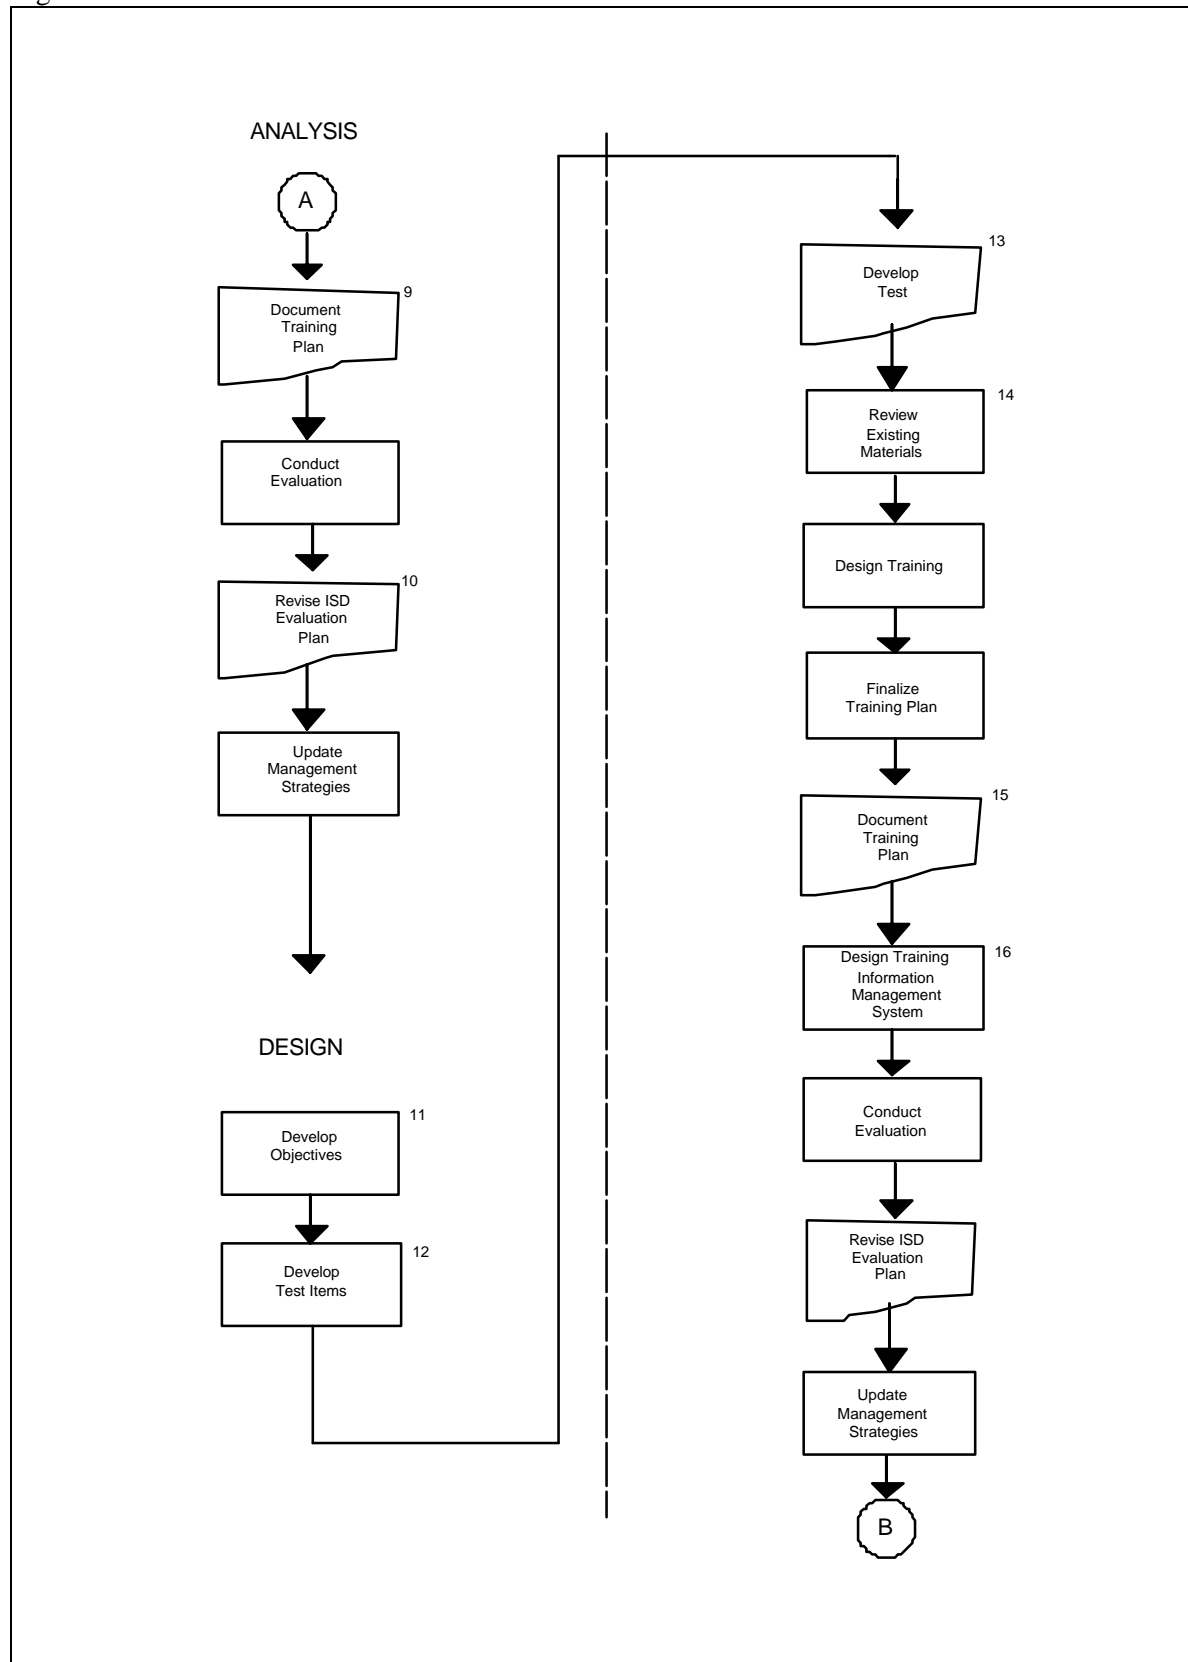 ANALYSIS
A
9
Document
Training
Plan
Conduct
Evaluation
10
Revise ISD
Evaluation
Plan
Update
Management
Strategies
DESIGN
11
Develop
Objectives
12
Develop
Test Items
13
Develop
Test
14
Review
Existing
Materials
Design Training
Finalize
Training Plan
15
Document
Training
Plan
16
Design Training
Information
Management
System
Conduct
Evaluation
Revise ISD
Evaluation
Plan
Update
Management
Strategies
B